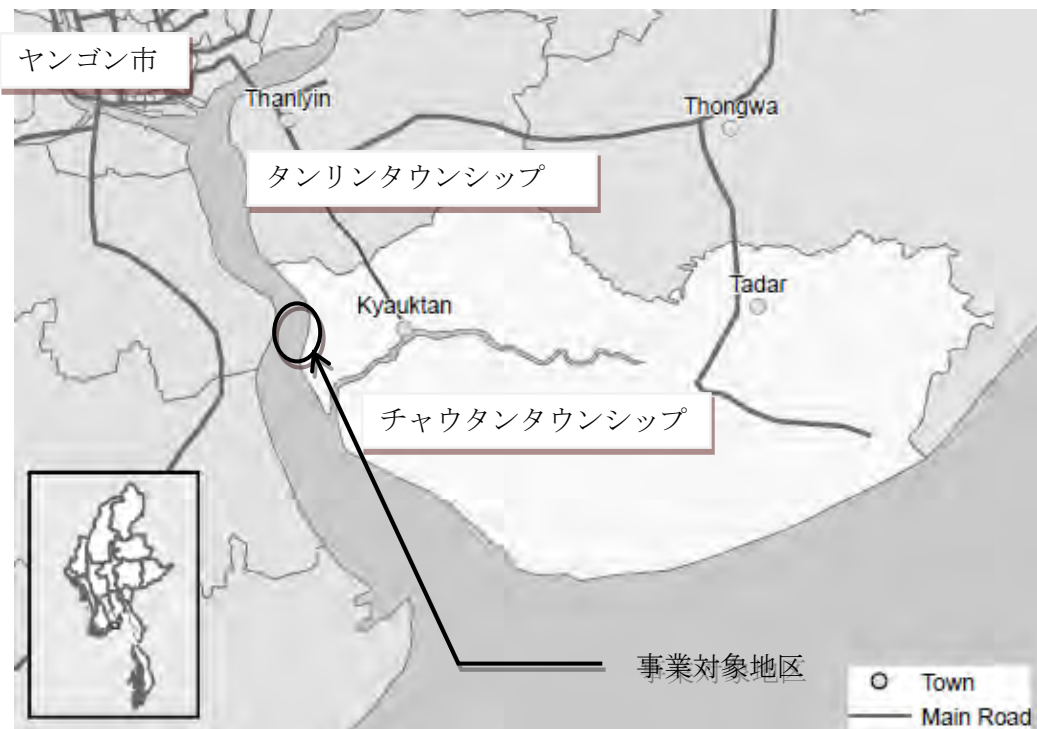 ヤンゴン市
Thanlyin
Thongwa
タンリンタウンシップ
Tadar
Kyauktan
チャウタンタウンシップ
事業対象地区
Town
Main Road